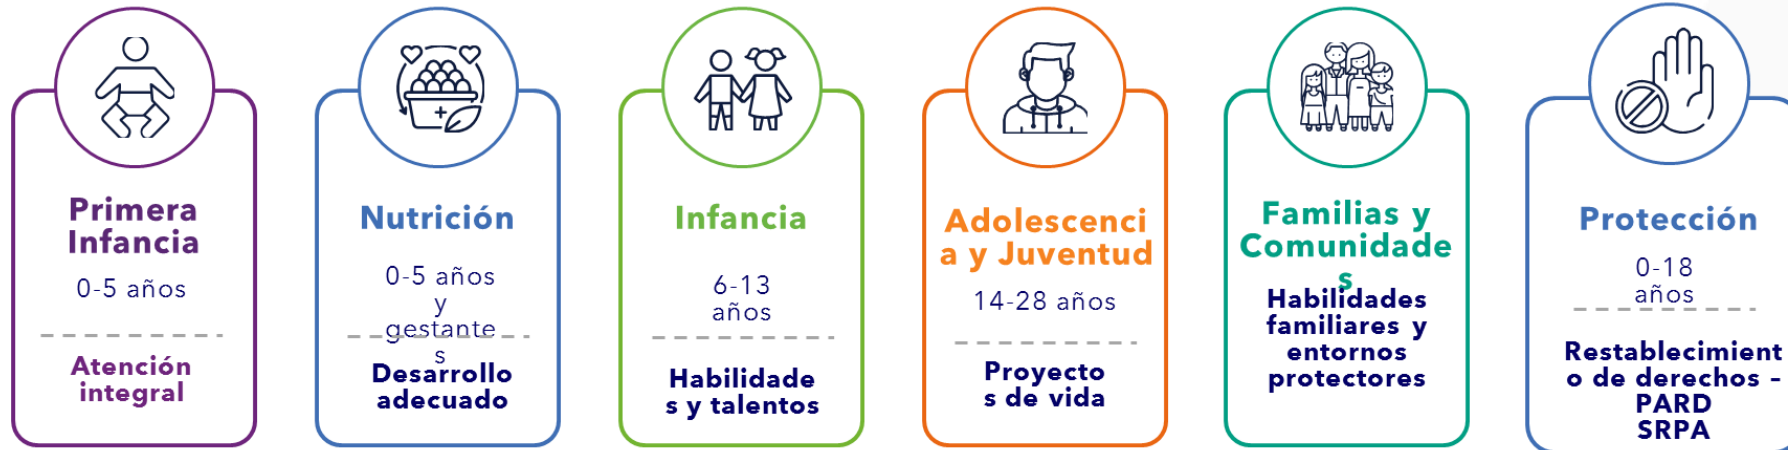 Primera
Infancia
0-5 años
Atención
integral
Nutrición
0-5 años
y
gestante
s
Desarrollo
adecuado
Infancia
6-13
años
Habilidade
s y talentos
Adolescenci
a y Juventud
14-28 años
Proyecto
s de vida
Familias y
Comunidade
s
Habilidades
familiares y
entornos
protectores
Protección
0-18
años
Restablecimient
o de derechos –
PARD
SRPA